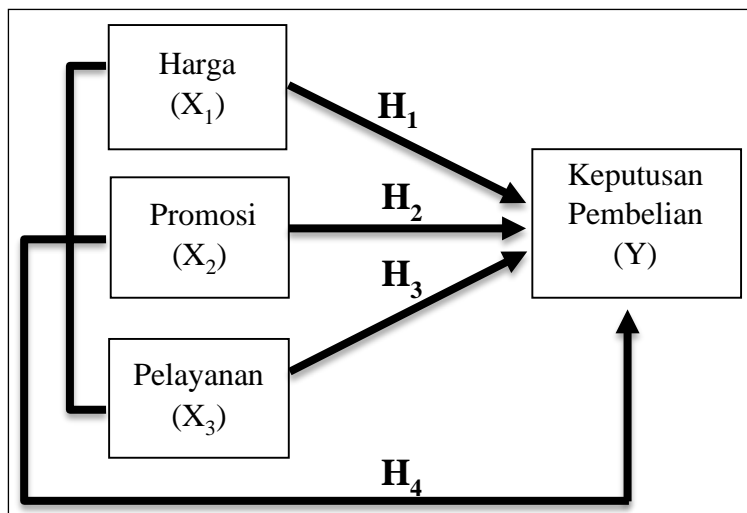 Harga
(X₁)
H₁
Keputusan
Pembelian
(Y)
Promosi
(X₂)
H₂
H₃
Pelayanan
(X₃)
H₄